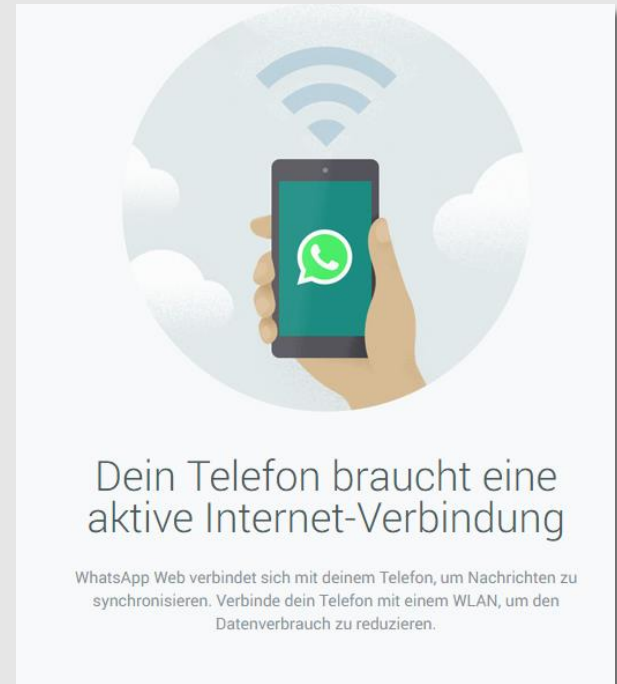 Dein Telefon braucht eine
aktive Internet-Verbindung
WhatsApp Web verbindet sich mit deinem Telefon, um Nachrichten zu
synchronisieren. Verbinde dein Telefon mit einem WLAN, um den
Datenverbrauch zu reduzieren.